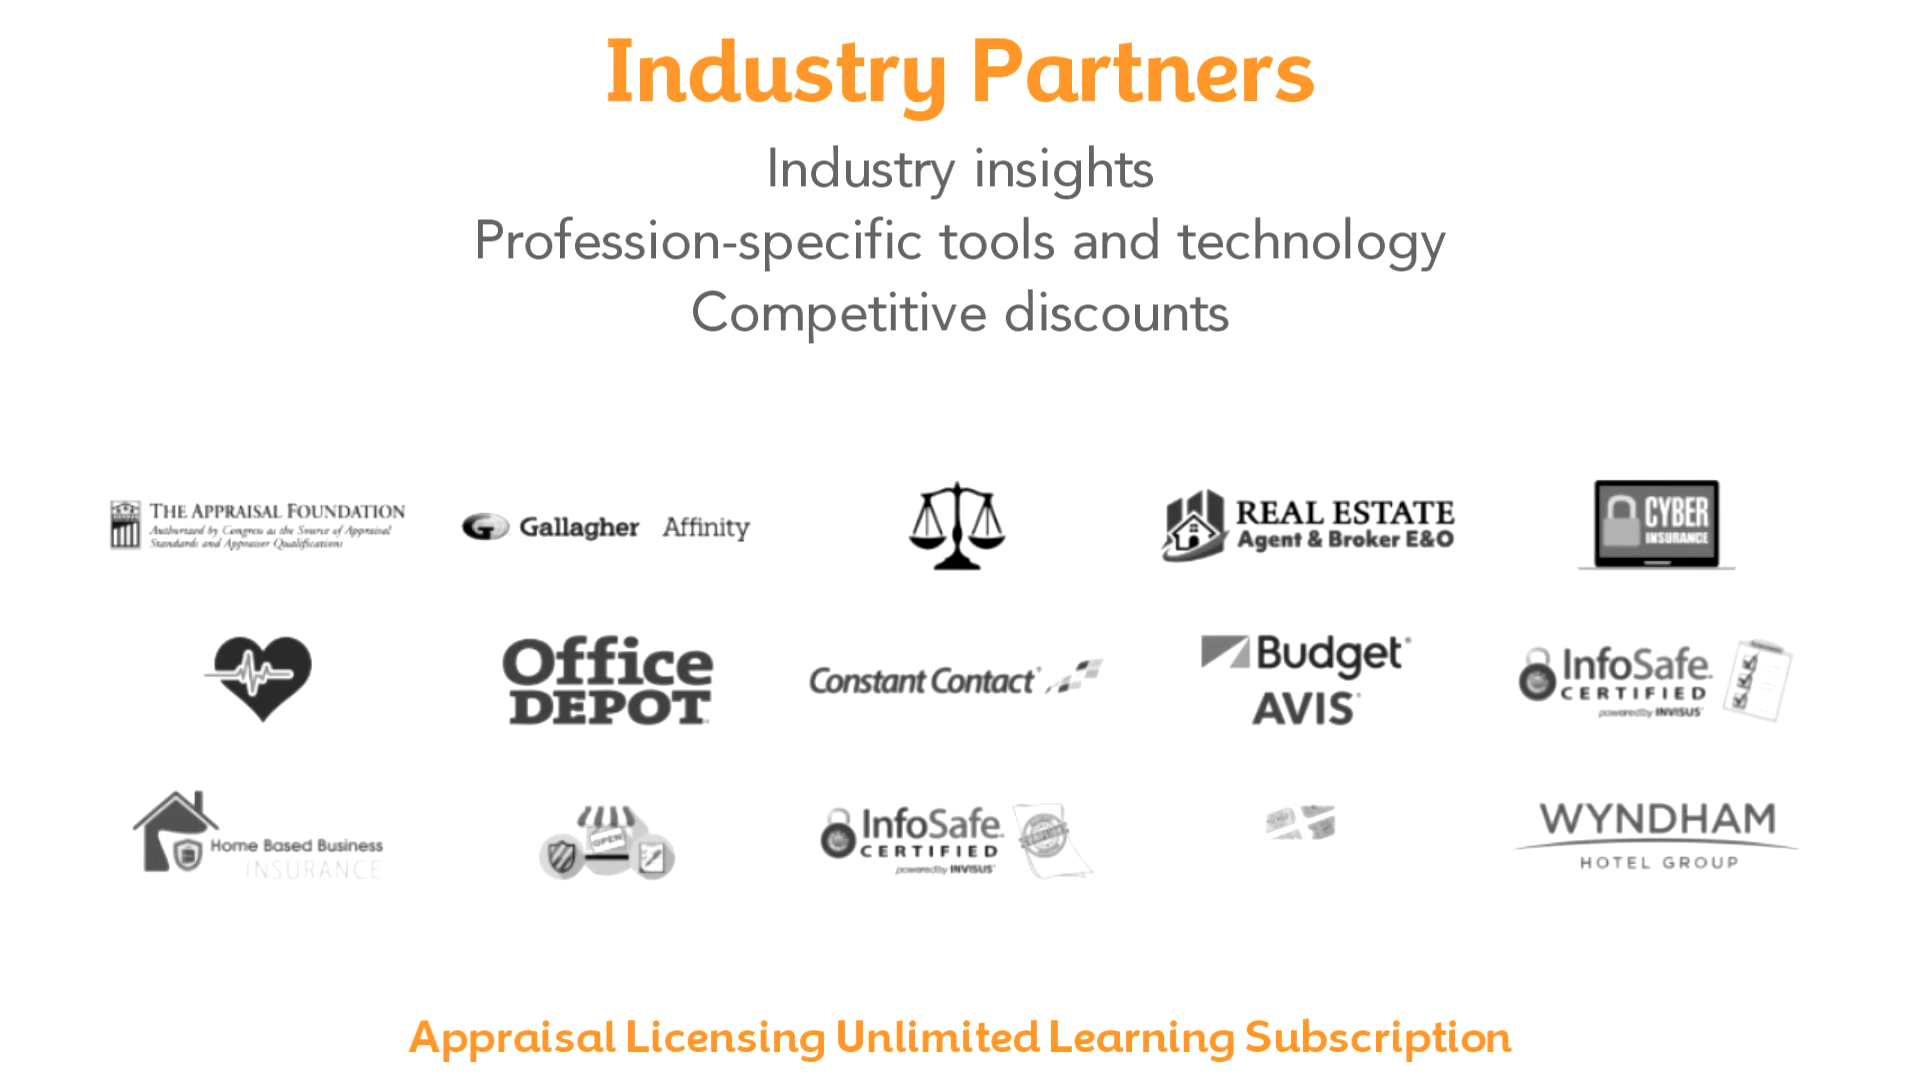 Industry Partners
Industry insights
Profession-specific tools and technology
Competitive discounts
THE APPRAISAL FOUNDATION
Authorized by Congress as the Source of Appraisal
Standards and Appraiser Qualifications
G Gallagher Affinity
REAL ESTATE
Agent & Broker E&O
CYBER
INSURANCE
Office
DEPOT
Constant Contact
Budget
AVIS
InfoSafe
CERTIFIED
powered by INVISUS
Home Based Business
INSURANCE
OPEN
InfoSafe
CERTIFIED
powered by INVISUS
WYNDHAM
HOTEL GROUP
Appraisal Licensing Unlimited Learning Subscription